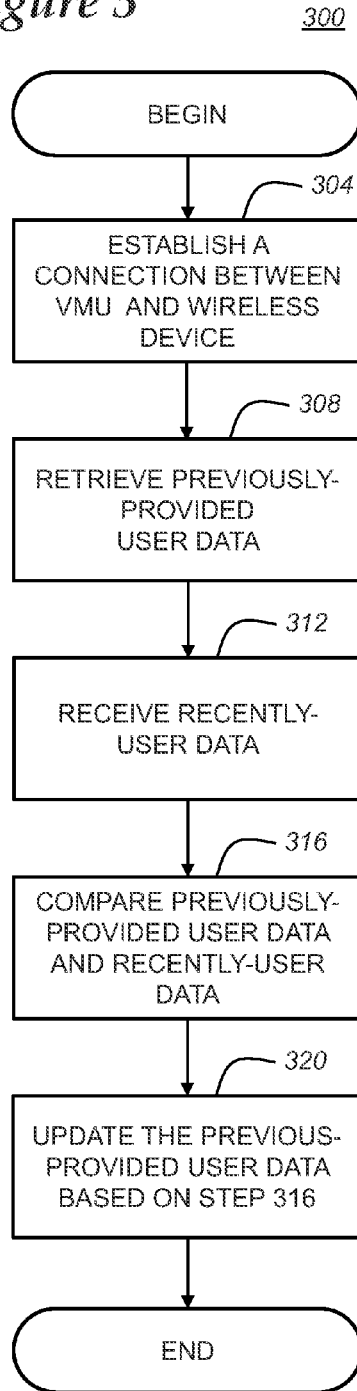 gure 3
300
BEGIN
304
ESTABLISH A
CONNECTION BETWEEN
VMU AND WIRELESS
DEVICE
308
RETRIEVE PREVIOUSLY-
PROVIDED
USER DATA
312
RECEIVE RECENTLY-
USER DATA
316
COMPARE PREVIOUSLY-
PROVIDED USER DATA
AND RECENTLY-USER
DATA
320
UPDATE THE PREVIOUS-
PROVIDED USER DATA
BASED ON STEP 316
END